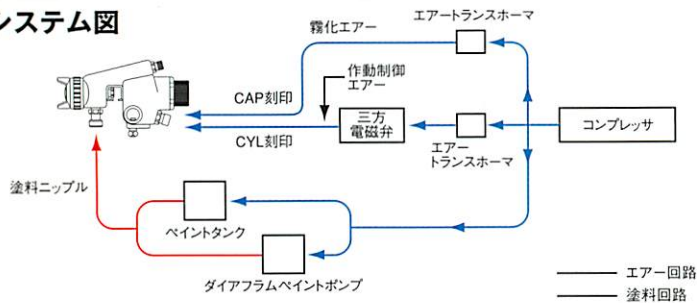 システム図
霧化エアー
エアートランスホーマ
作動制御
エアー
CAP刻印
三方
電磁弁
コンプレッサ
CYL刻印
エアー
トランスホーマ
塗料ニップル
ペイントタンク
ダイアフラムペイントポンプ
エアー回路
塗料回路